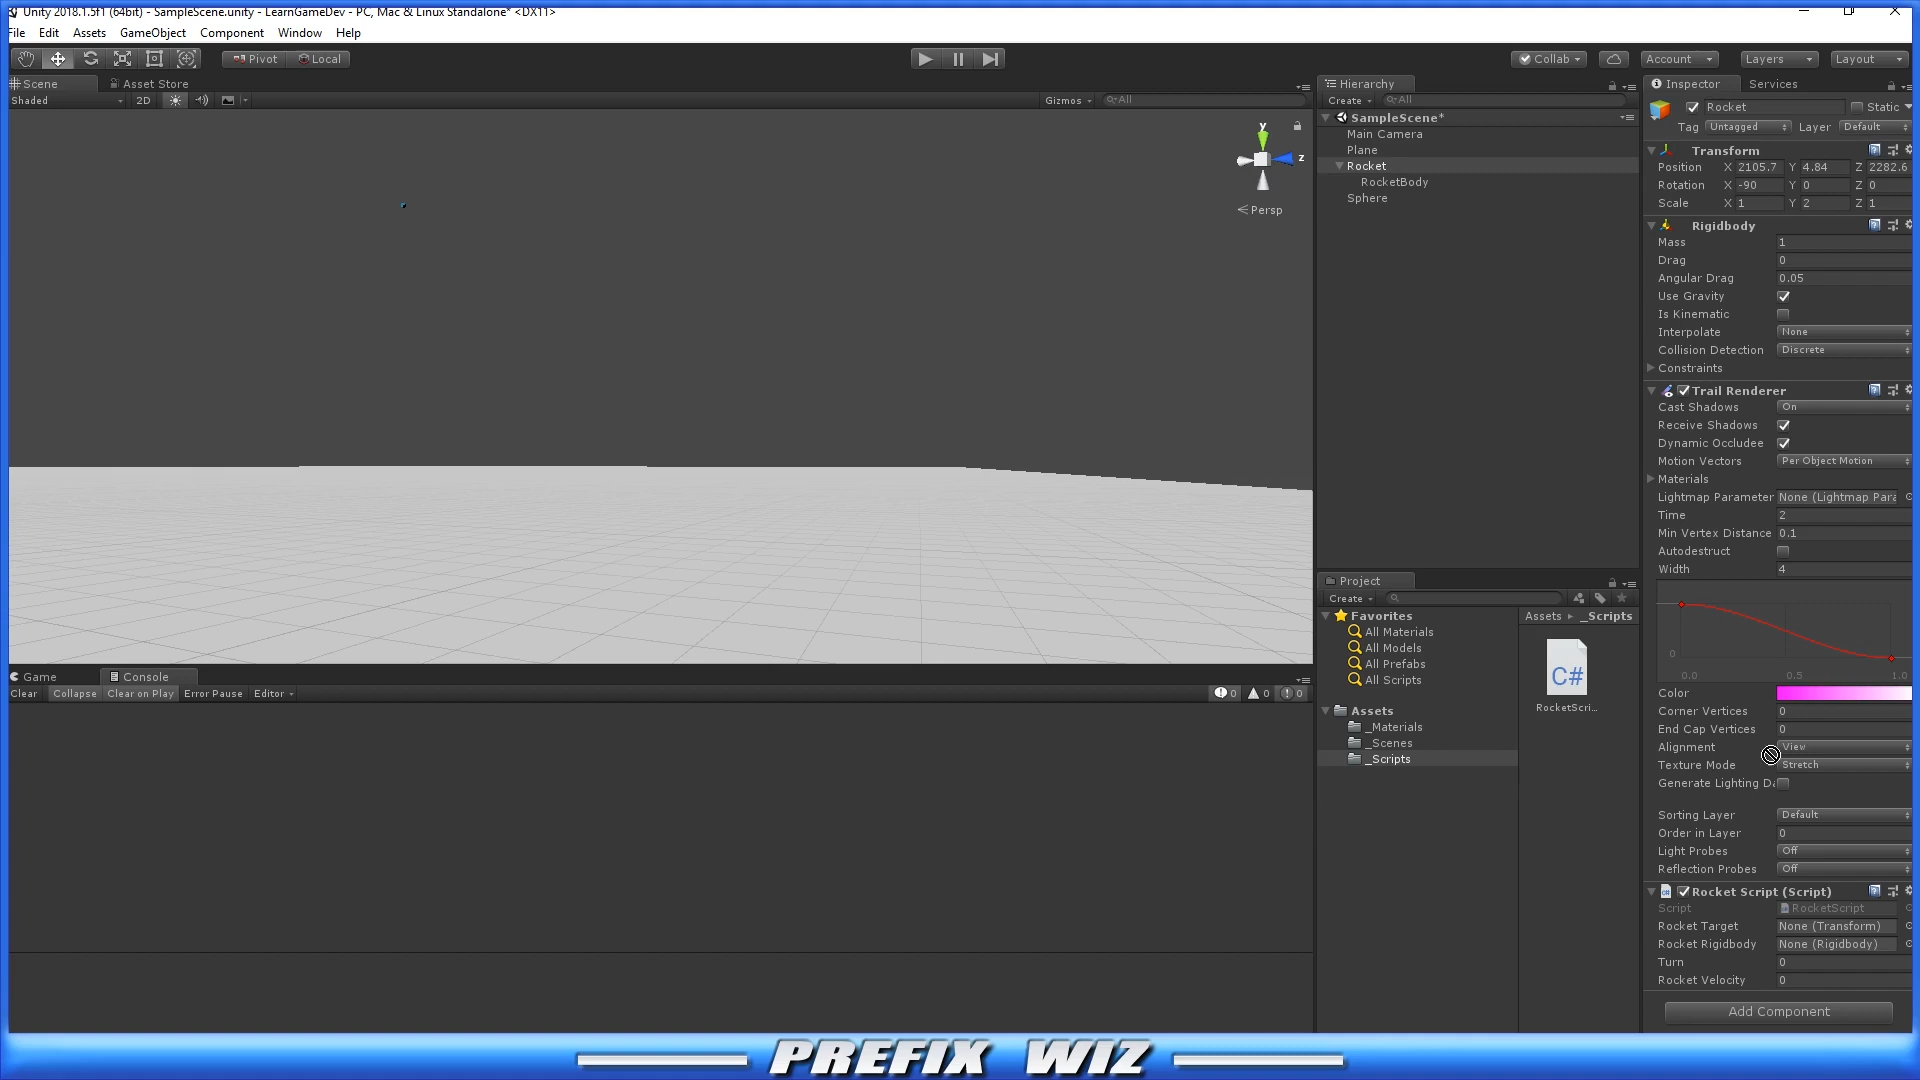 Unity 2018.1.5f1 (64bit) - SampleScene.unity - LearnGameDev - PC, Mac & Linux Standalone* <DX11>
File Edit Assets GameObject Component Window Help
Pivot Local Collab Account Layers Layout
Scene Asset Store
Shaded 2D Gizmos All
y
z
Persp
Game Console
Clear Collapse Clear on Play Error Pause Editor 0 0 0
Hierarchy
Create All
SampleScene*
Main Camera
Plane
Rocket
RocketBody
Sphere
Project
Create
Favorites
All Materials
All Models
All Prefabs
All Scripts
Assets
_Materials
_Scenes
_Scripts
Assets _Scripts
C#
RocketScri...
Inspector Services
Rocket Static
Tag Untagged Layer Default
Transform
Position X 2105.7 Y 4.84 Z 2282.6
Rotation X -90 Y 0 Z 0
Scale X 1 Y 2 Z 1
Rigidbody
Mass 1
Drag 0
Angular Drag 0.05
Use Gravity
Is Kinematic
Interpolate None
Collision Detection Discrete
Constraints
Trail Renderer
Cast Shadows On
Receive Shadows
Dynamic Occludee
Motion Vectors Per Object Motion
Materials
Lightmap Parameter None (Lightmap Para
Time 2
Min Vertex Distance 0.1
Autodestruct
Width 4
0
0.0 0.5 1.0
Color
Corner Vertices 0
End Cap Vertices 0
Alignment View
Texture Mode Stretch
Generate Lighting Da
Sorting Layer Default
Order in Layer 0
Light Probes Off
Reflection Probes Off
Rocket Script (Script)
Script RocketScript
Rocket Target None (Transform)
Rocket Rigidbody None (Rigidbody)
Turn 0
Rocket Velocity 0
Add Component
PREFIX WIZ